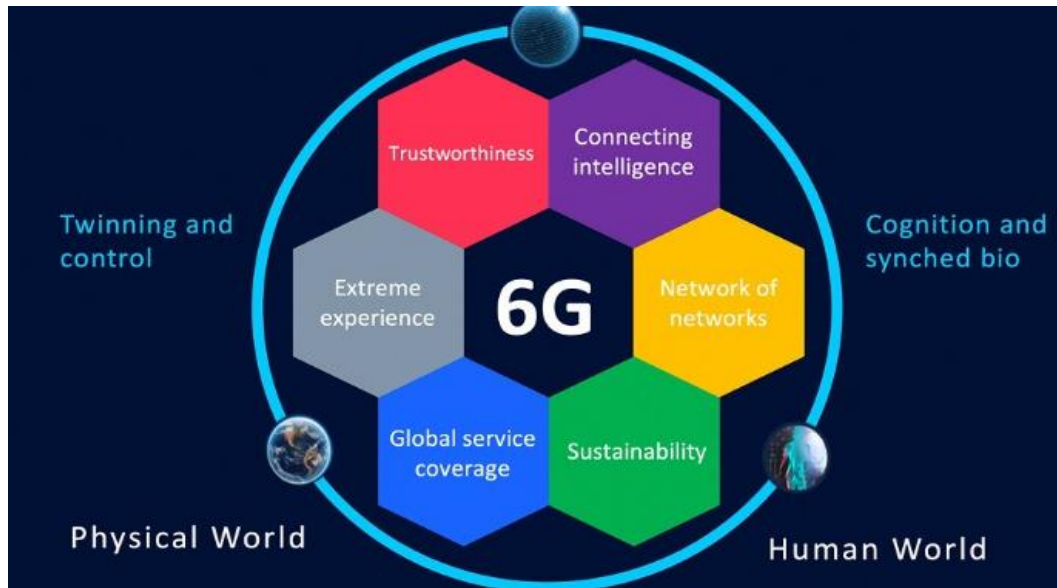 Trustworthiness
Connecting
intelligence
Twinning and
control
Cognition and
synched bio
Extreme
experience
6G
Network of
networks
Global service
coverage
Sustainability
Physical World
Human World